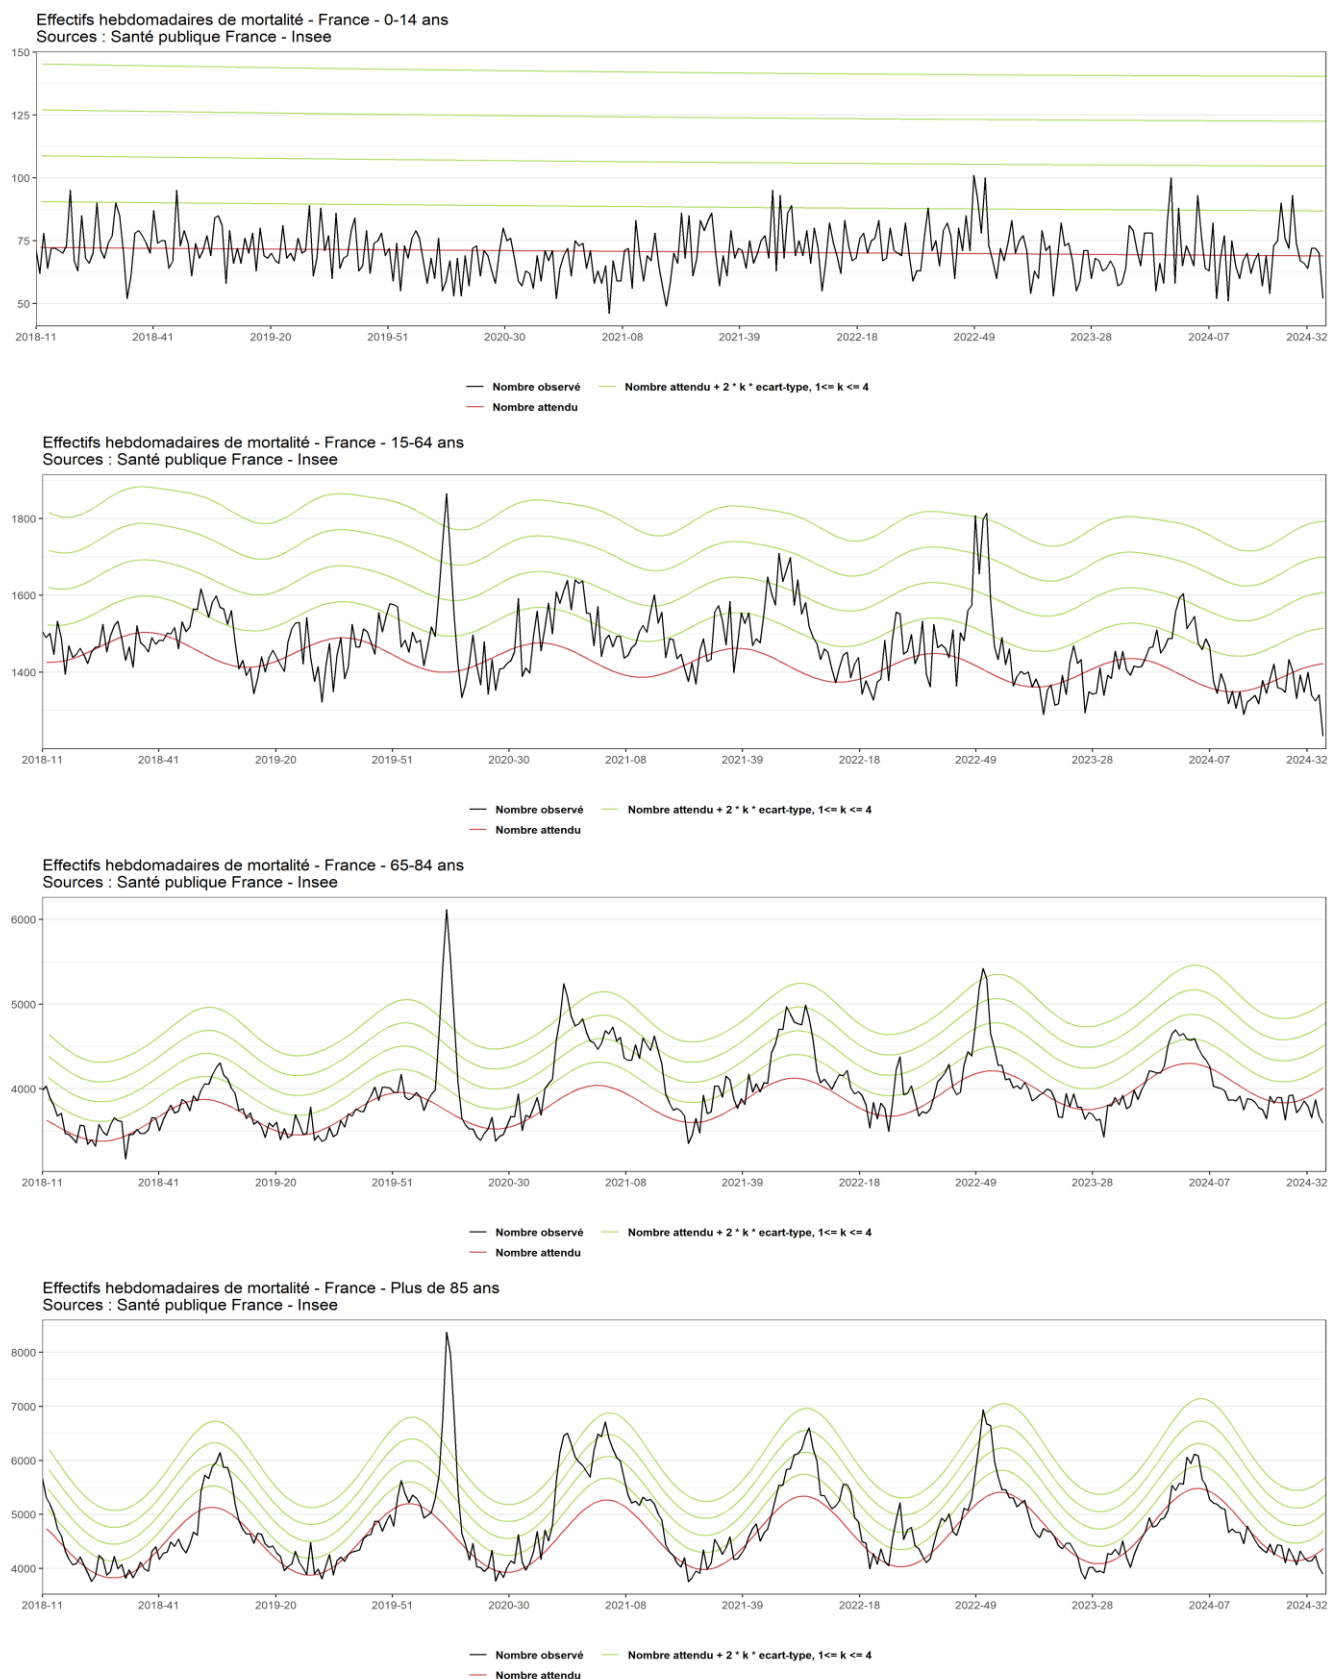 Effectifs hebdomadaires de mortalité - France - 0-14 ans
Sources : Santé publique France - Insee
150
125
100
75
50
2018-11 2018-41 2019-20 2019-51 2020-30 2021-08 2021-39 2022-18 2022-49 2023-28 2024-07 2024-32
Nombre observé Nombre attendu + 2 * k * ecart-type, 1<= k <= 4
Nombre attendu
Effectifs hebdomadaires de mortalité - France - 15-64 ans
Sources : Santé publique France - Insee
1800
1600
1400
2018-11 2018-41 2019-20 2019-51 2020-30 2021-08 2021-39 2022-18 2022-49 2023-28 2024-07 2024-32
Nombre observé Nombre attendu + 2 * k * ecart-type, 1<= k <= 4
Nombre attendu
Effectifs hebdomadaires de mortalité - France - 65-84 ans
Sources : Santé publique France - Insee
6000
5000
4000
2018-11 2018-41 2019-20 2019-51 2020-30 2021-08 2021-39 2022-18 2022-49 2023-28 2024-07 2024-32
Nombre observé Nombre attendu + 2 * k * ecart-type, 1<= k <= 4
Nombre attendu
Effectifs hebdomadaires de mortalité - France - Plus de 85 ans
Sources : Santé publique France - Insee
8000
7000
6000
5000
4000
2018-11 2018-41 2019-20 2019-51 2020-30 2021-08 2021-39 2022-18 2022-49 2023-28 2024-07 2024-32
Nombre observé Nombre attendu + 2 * k * ecart-type, 1<= k <= 4
Nombre attendu